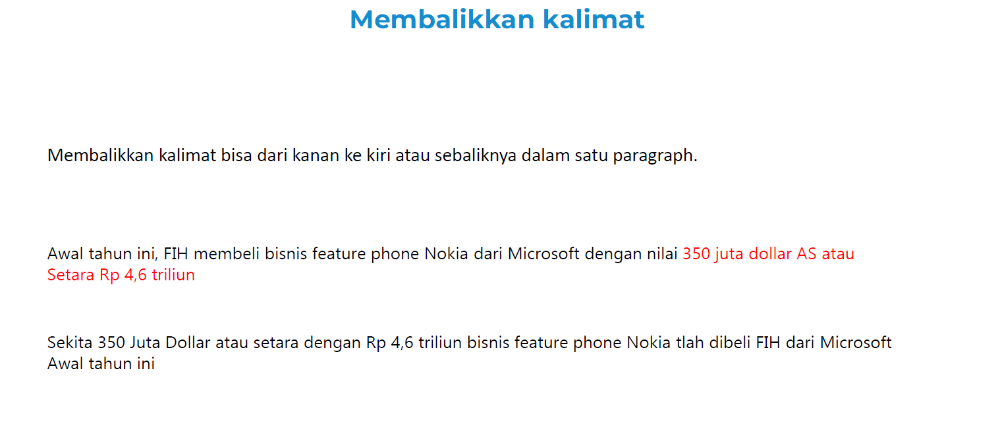 Membalikkan kalimat
Membalikkan kalimat bisa dari kanan ke kiri atau sebaliknya dalam satu paragraph.
Awal tahun ini, FIH membeli bisnis feature phone Nokia dari Microsoft dengan nilai 350 juta dollar AS atau
Setara Rp 4,6 triliun
Sekita 350 Juta Dollar atau setara dengan Rp 4,6 triliun bisnis feature phone Nokia tlah dibeli FIH dari Microsoft
Awal tahun ini